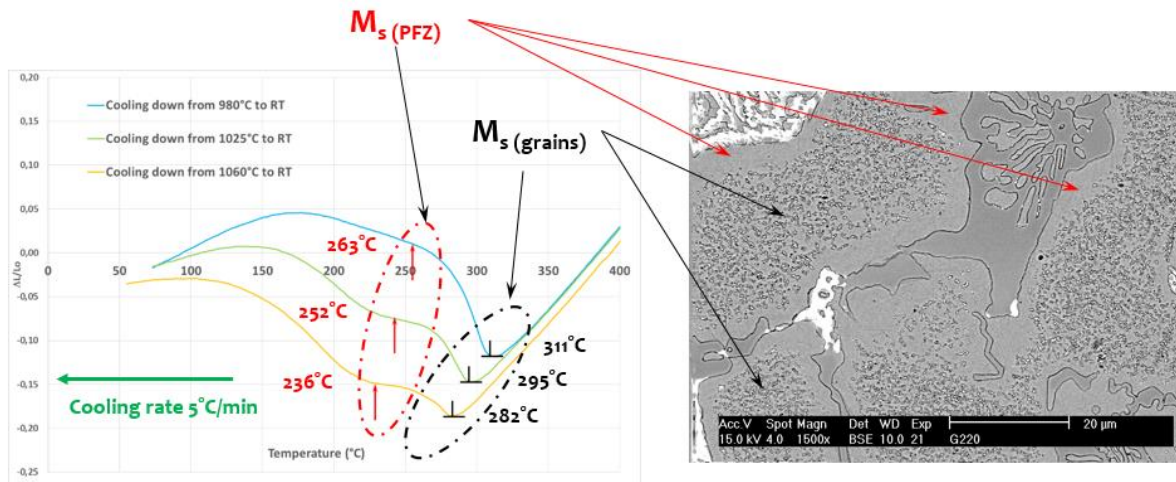 Ms (PFZ)
0,20
0,15
0,10
0,05
0,00
-0,05
-0,10
-0,15
-0,20
-0,25
Cooling down from 980°C to RT
Cooling down from 1025°C to RT
Cooling down from 1060°C to RT
Ms (grains)
ΔL/Lo
0
50
100
150
200
250
300
350
400
263°C
252°C
236°C
311°C
295°C
282°C
Cooling rate 5°C/min
Temperature (°C)
Acc.V Spot Magn Det WD Exp 20 µm
15.0 kV 4.0 1500x BSE 10.0 21 G220